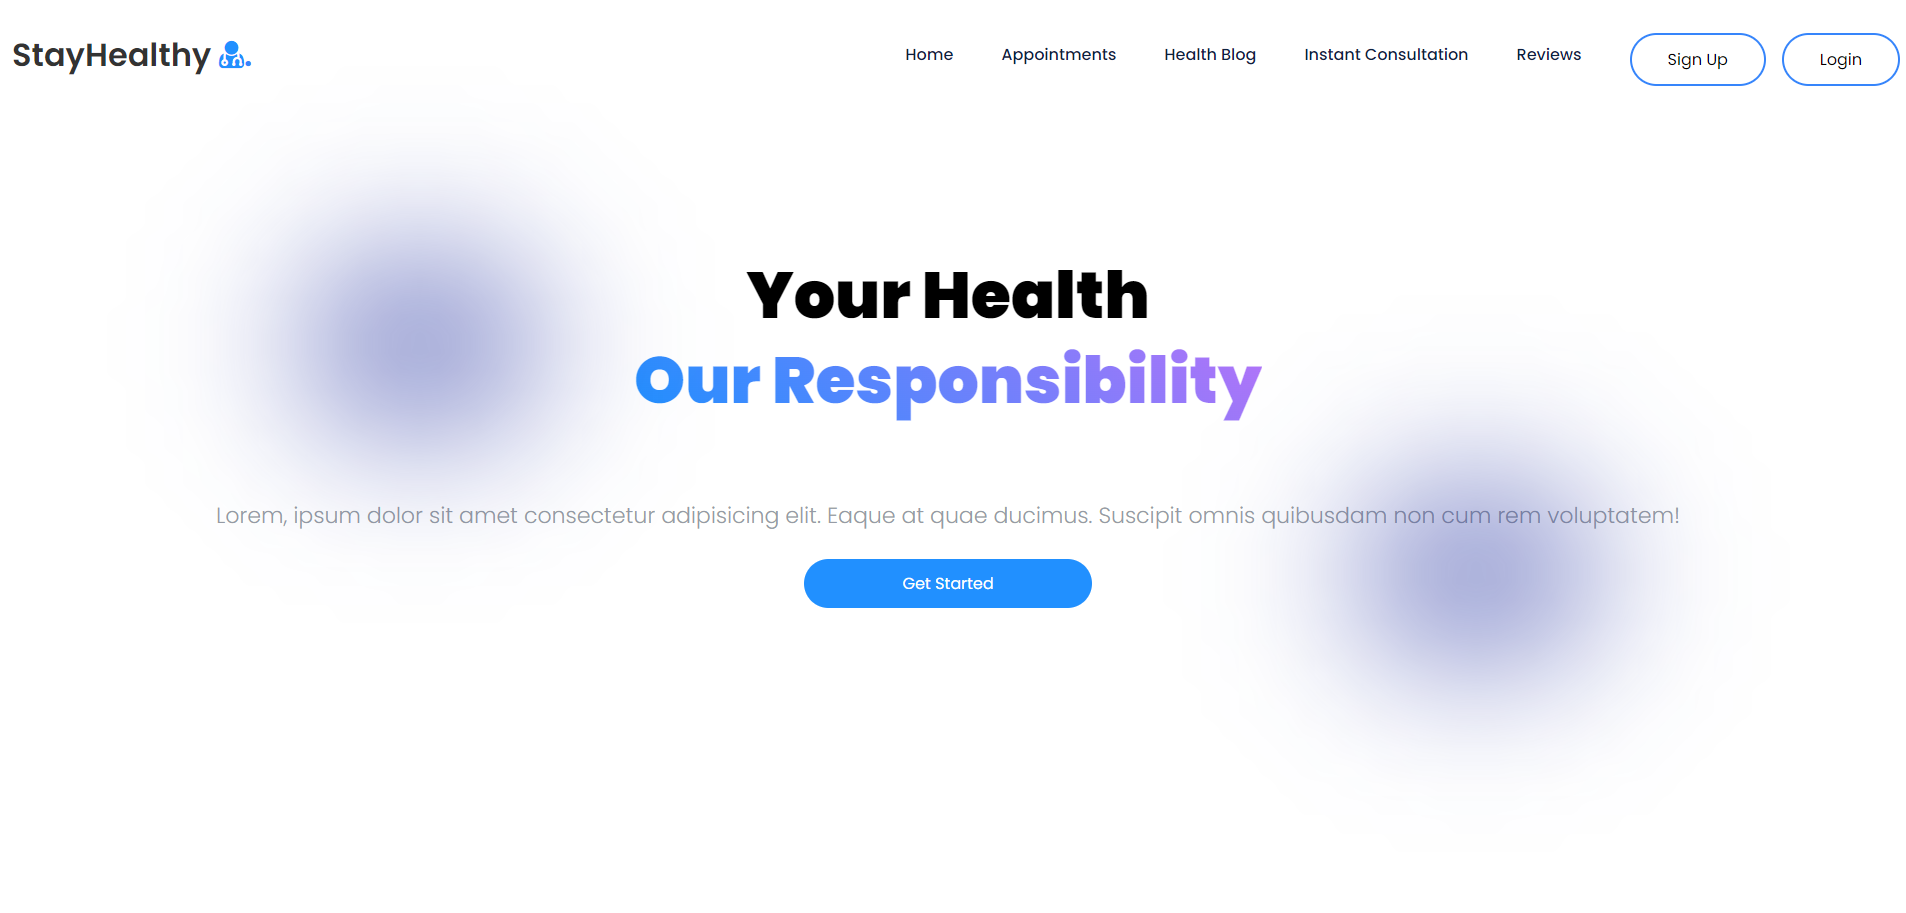 StayHealthy
Home Appointments Health Blog Instant Consultation Reviews Sign Up Login
Your Health
Our Responsibility
Lorem, ipsum dolor sit amet consectetur adipisicing elit. Eaque at quae ducimus. Suscipit omnis quibusdam non cum rem voluptatem!
Get Started